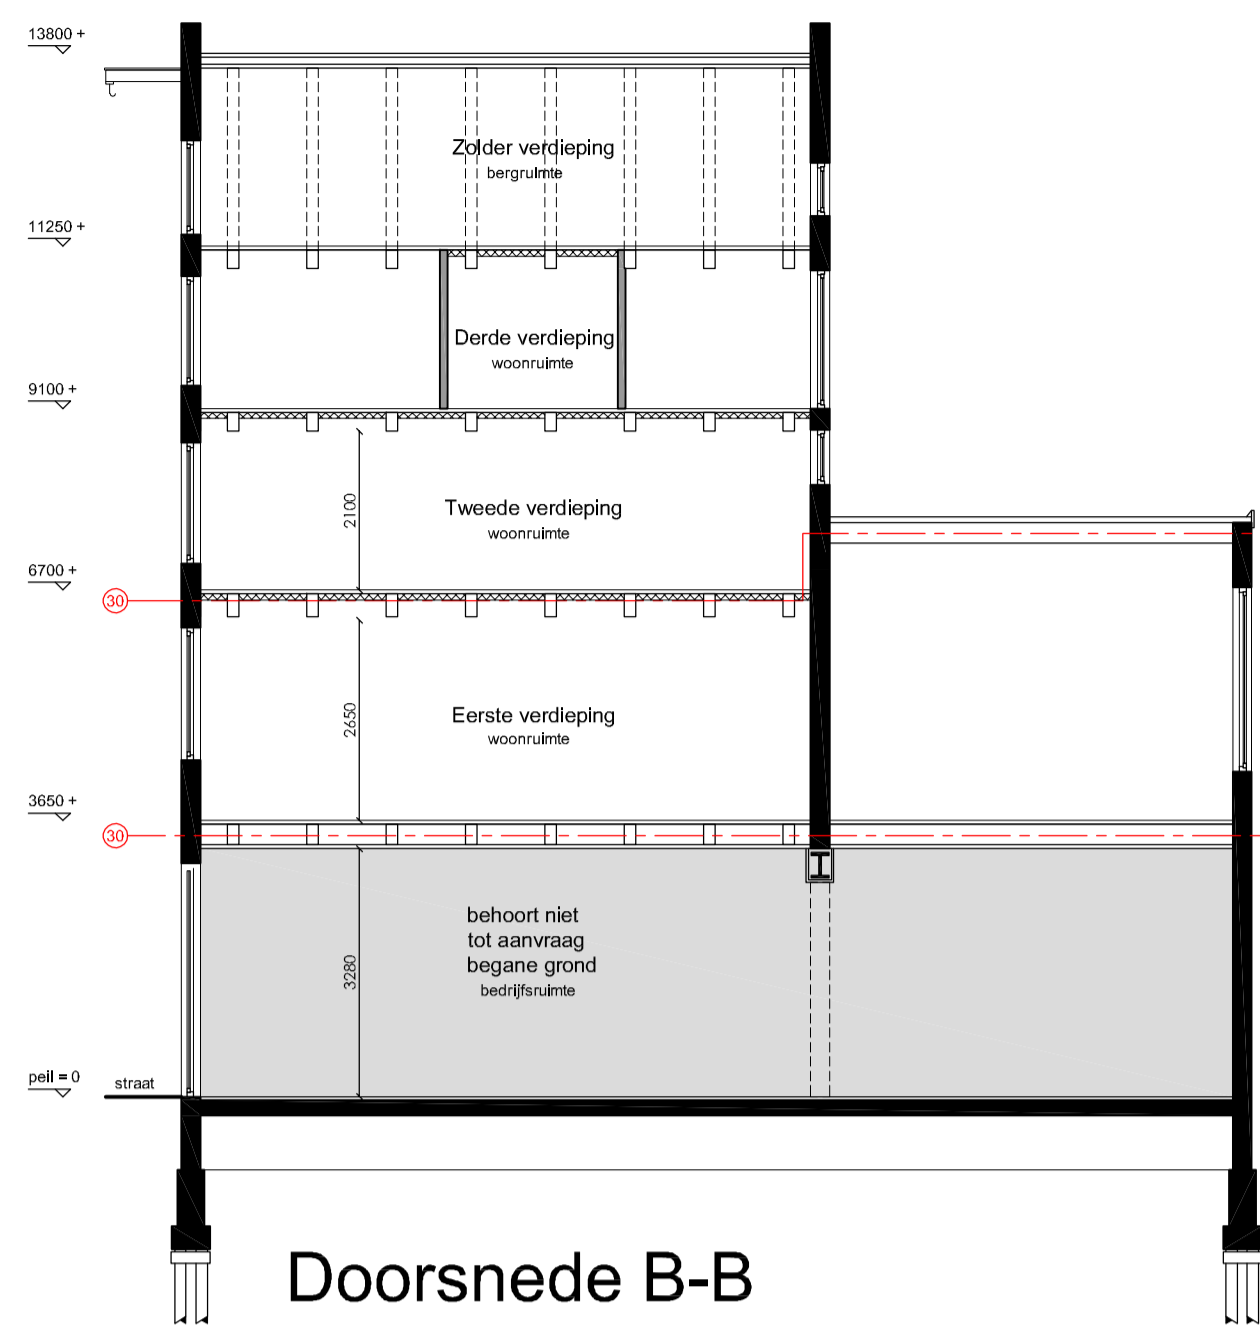 13800 +
Zolder verdieping
bergruimte
11250 +
Derde verdieping
woonruimte
9100 +
2100
Tweede verdieping
woonruimte
6700 +
30
2650
Eerste verdieping
woonruimte
3650 +
30
behoort niet
tot aanvraag
begane grond
bedrijfsruimte
3280
peil = 0
straat
Doorsnede B-B